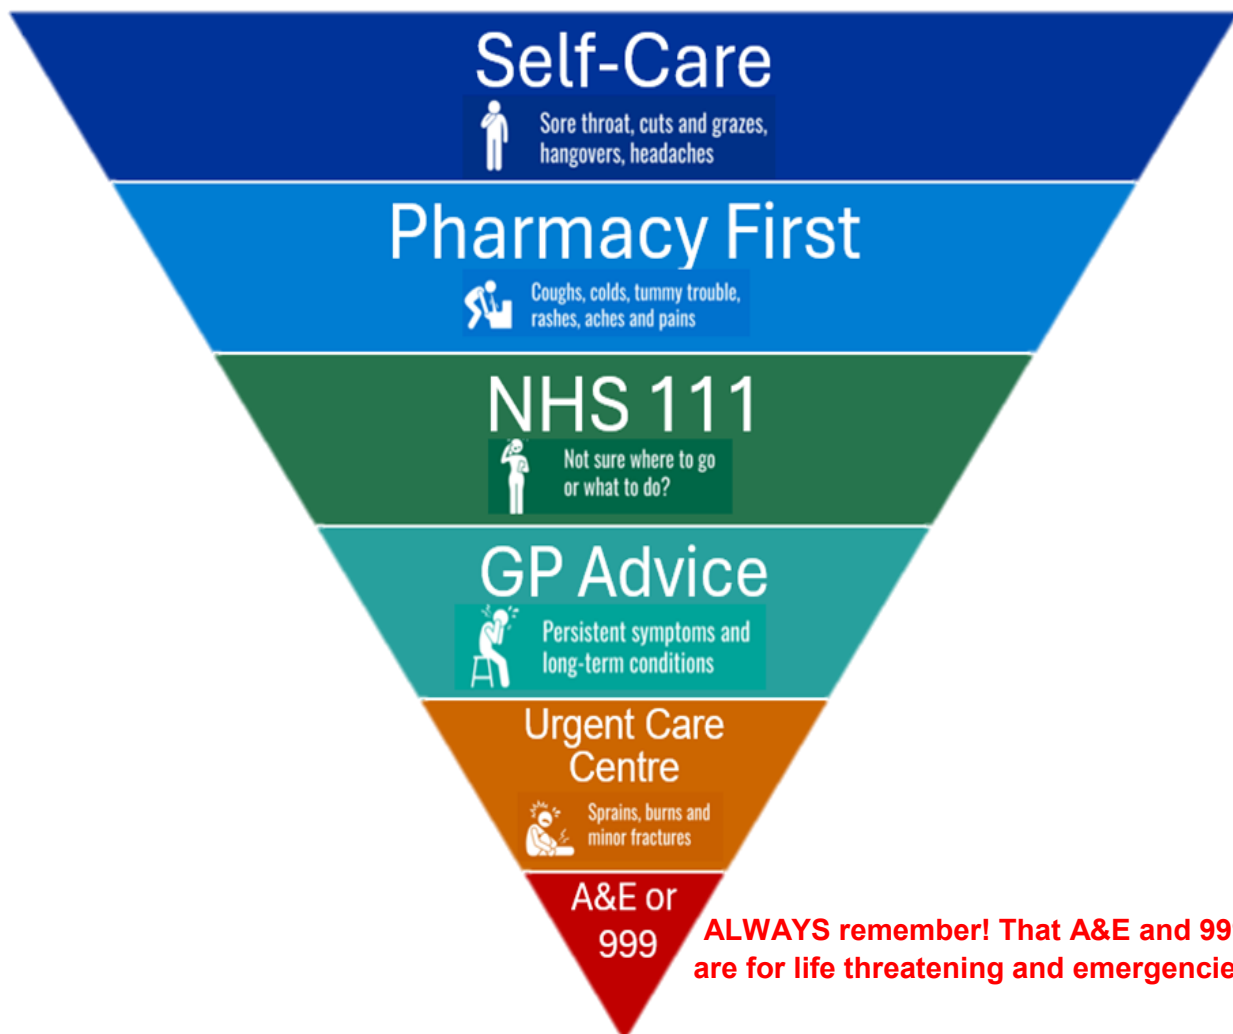 Self-Care
Sore throat, cuts and grazes,
hangovers, headaches
Pharmacy First
Coughs, colds, tummy trouble,
rashes, aches and pains
NHS 111
Not sure where to go
or what to do?
GP Advice
Persistent symptoms and
long-term conditions
Urgent Care
Centre
Sprains, burns and
minor fractures
A&E or
999
ALWAYS remember! That A&E and 99
are for life threatening and emergencie